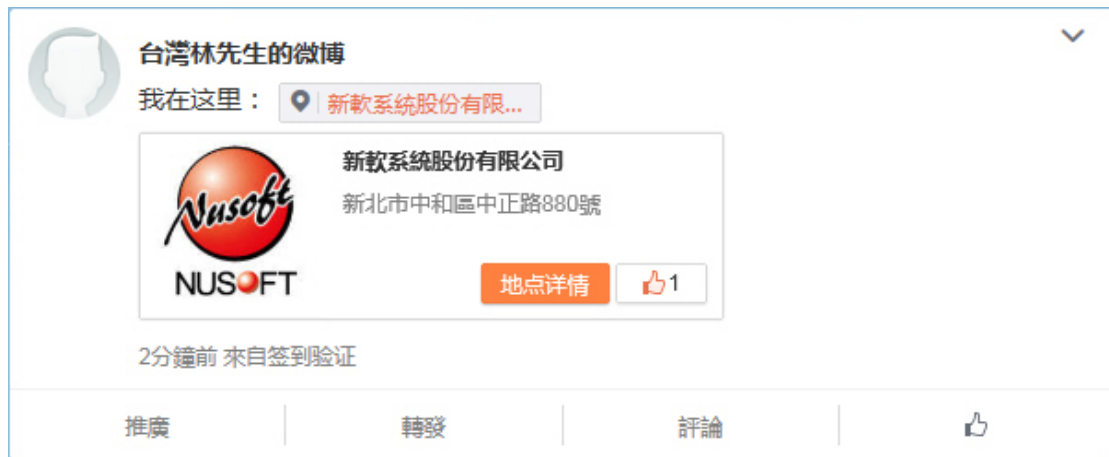 台灣林先生的微博
我在这里： 新軟系統股份有限...
Nusoft
NUSOFT
新軟系統股份有限公司
新北市中和區中正路880號
地点详情 1
2分鐘前 來自签到验证
推廣 轉發 評論